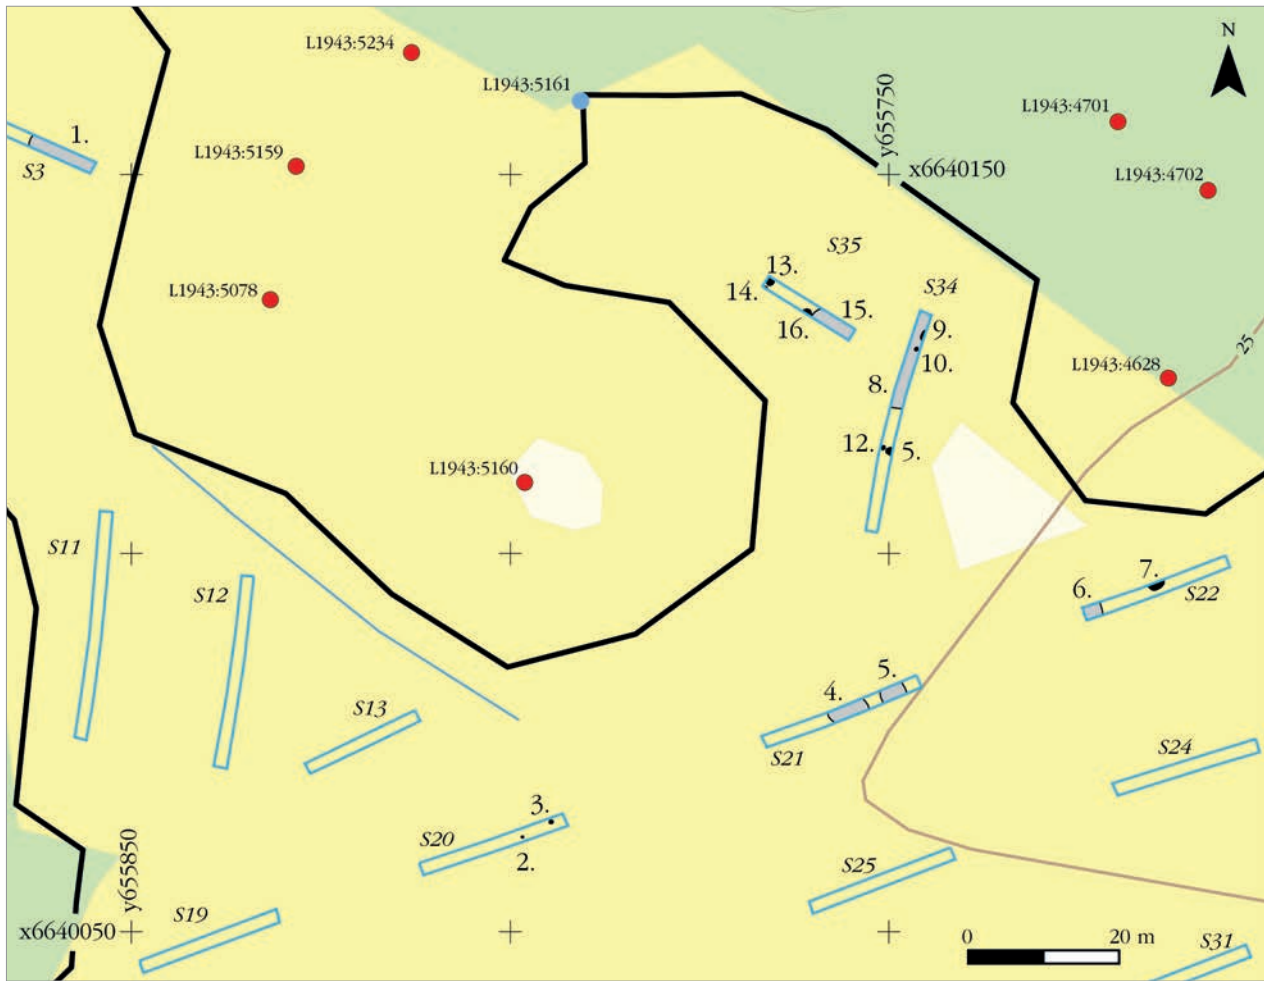 L1943:5234
N
L1943:5161
y655750
L1943:4701
1.
S3
L1943:5159
x6640150
L1943:4702
S35
13.
14.
S34
L1943:5078
15.
16.
9.
10.
25
L1943:4628
8.
12.
5.
L1943:5160
S11
S12
7.
6.
S22
S13
5.
4.
S21
S24
3.
S20
2.
y655850
S25
S19
x6640050
0
20 m
S31